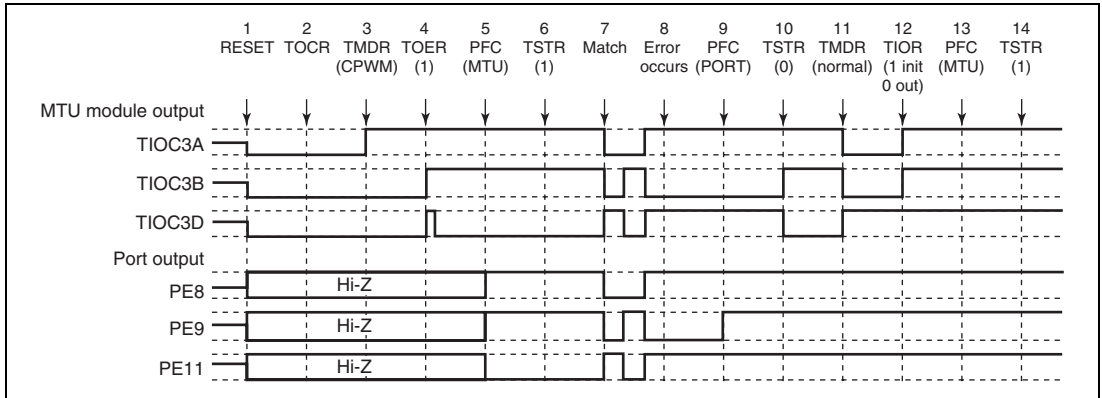 1 2 3 4 5 6 7 8 9 10 11 12 13 14
RESET TOCR TMDR TOER PFC TSTR Match Error PFC TSTR TMDR TIOR PFC TSTR
(CPWM) (1) (MTU) (1) occurs (PORT) (0) (normal) (1 init (MTU) (1)
0 out)
MTU module output
TIOC3A
TIOC3B
TIOC3D
Port output
PE8 Hi-Z
PE9 Hi-Z
PE11 Hi-Z